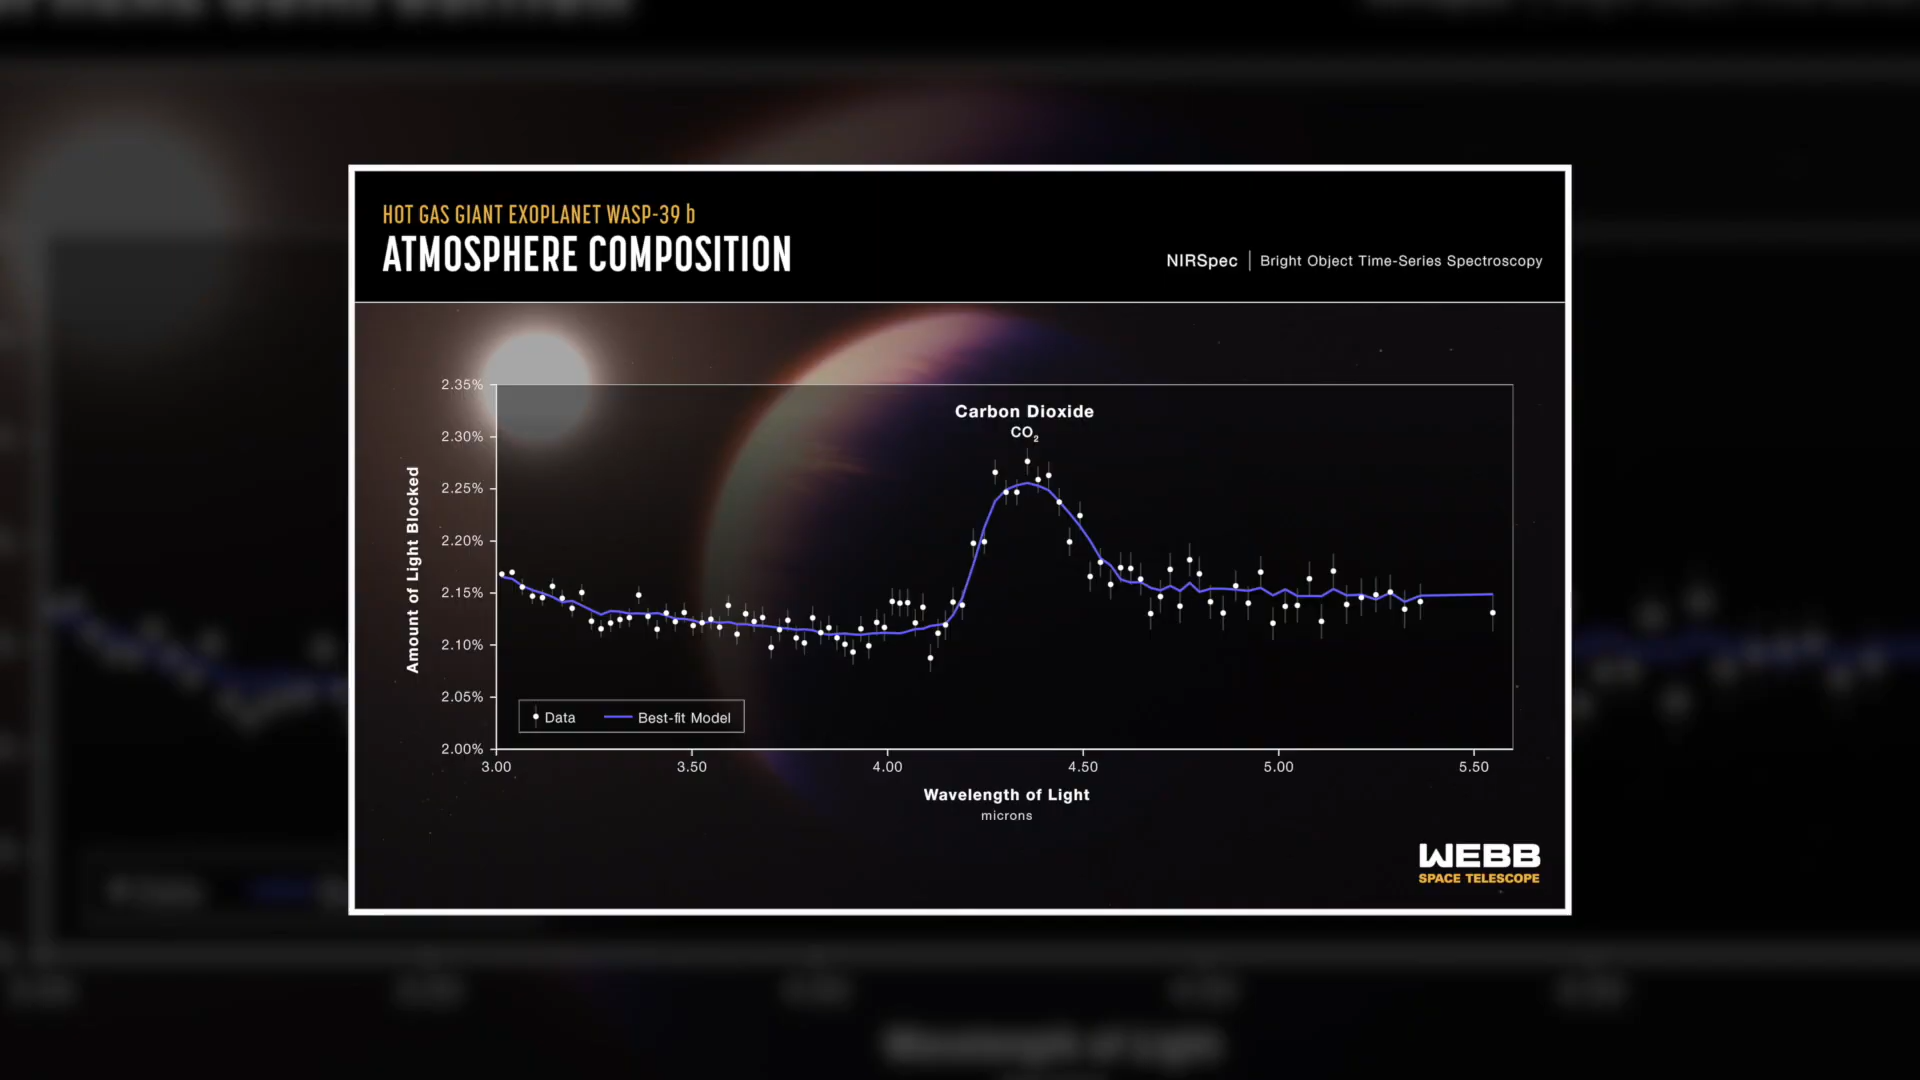 HOT GAS GIANT EXOPLANET WASP-39 b
ATMOSPHERE COMPOSITION
NIRSpec | Bright Object Time-Series Spectroscopy
2.35%
Carbon Dioxide
CO₂
2.30%
2.25%
2.20%
2.15%
2.10%
2.05%
2.00%
Amount of Light Blocked
Data
Best-fit Model
3.00 3.50 4.00 4.50 5.00 5.50
Wavelength of Light
microns
WEBB
SPACE TELESCOPE